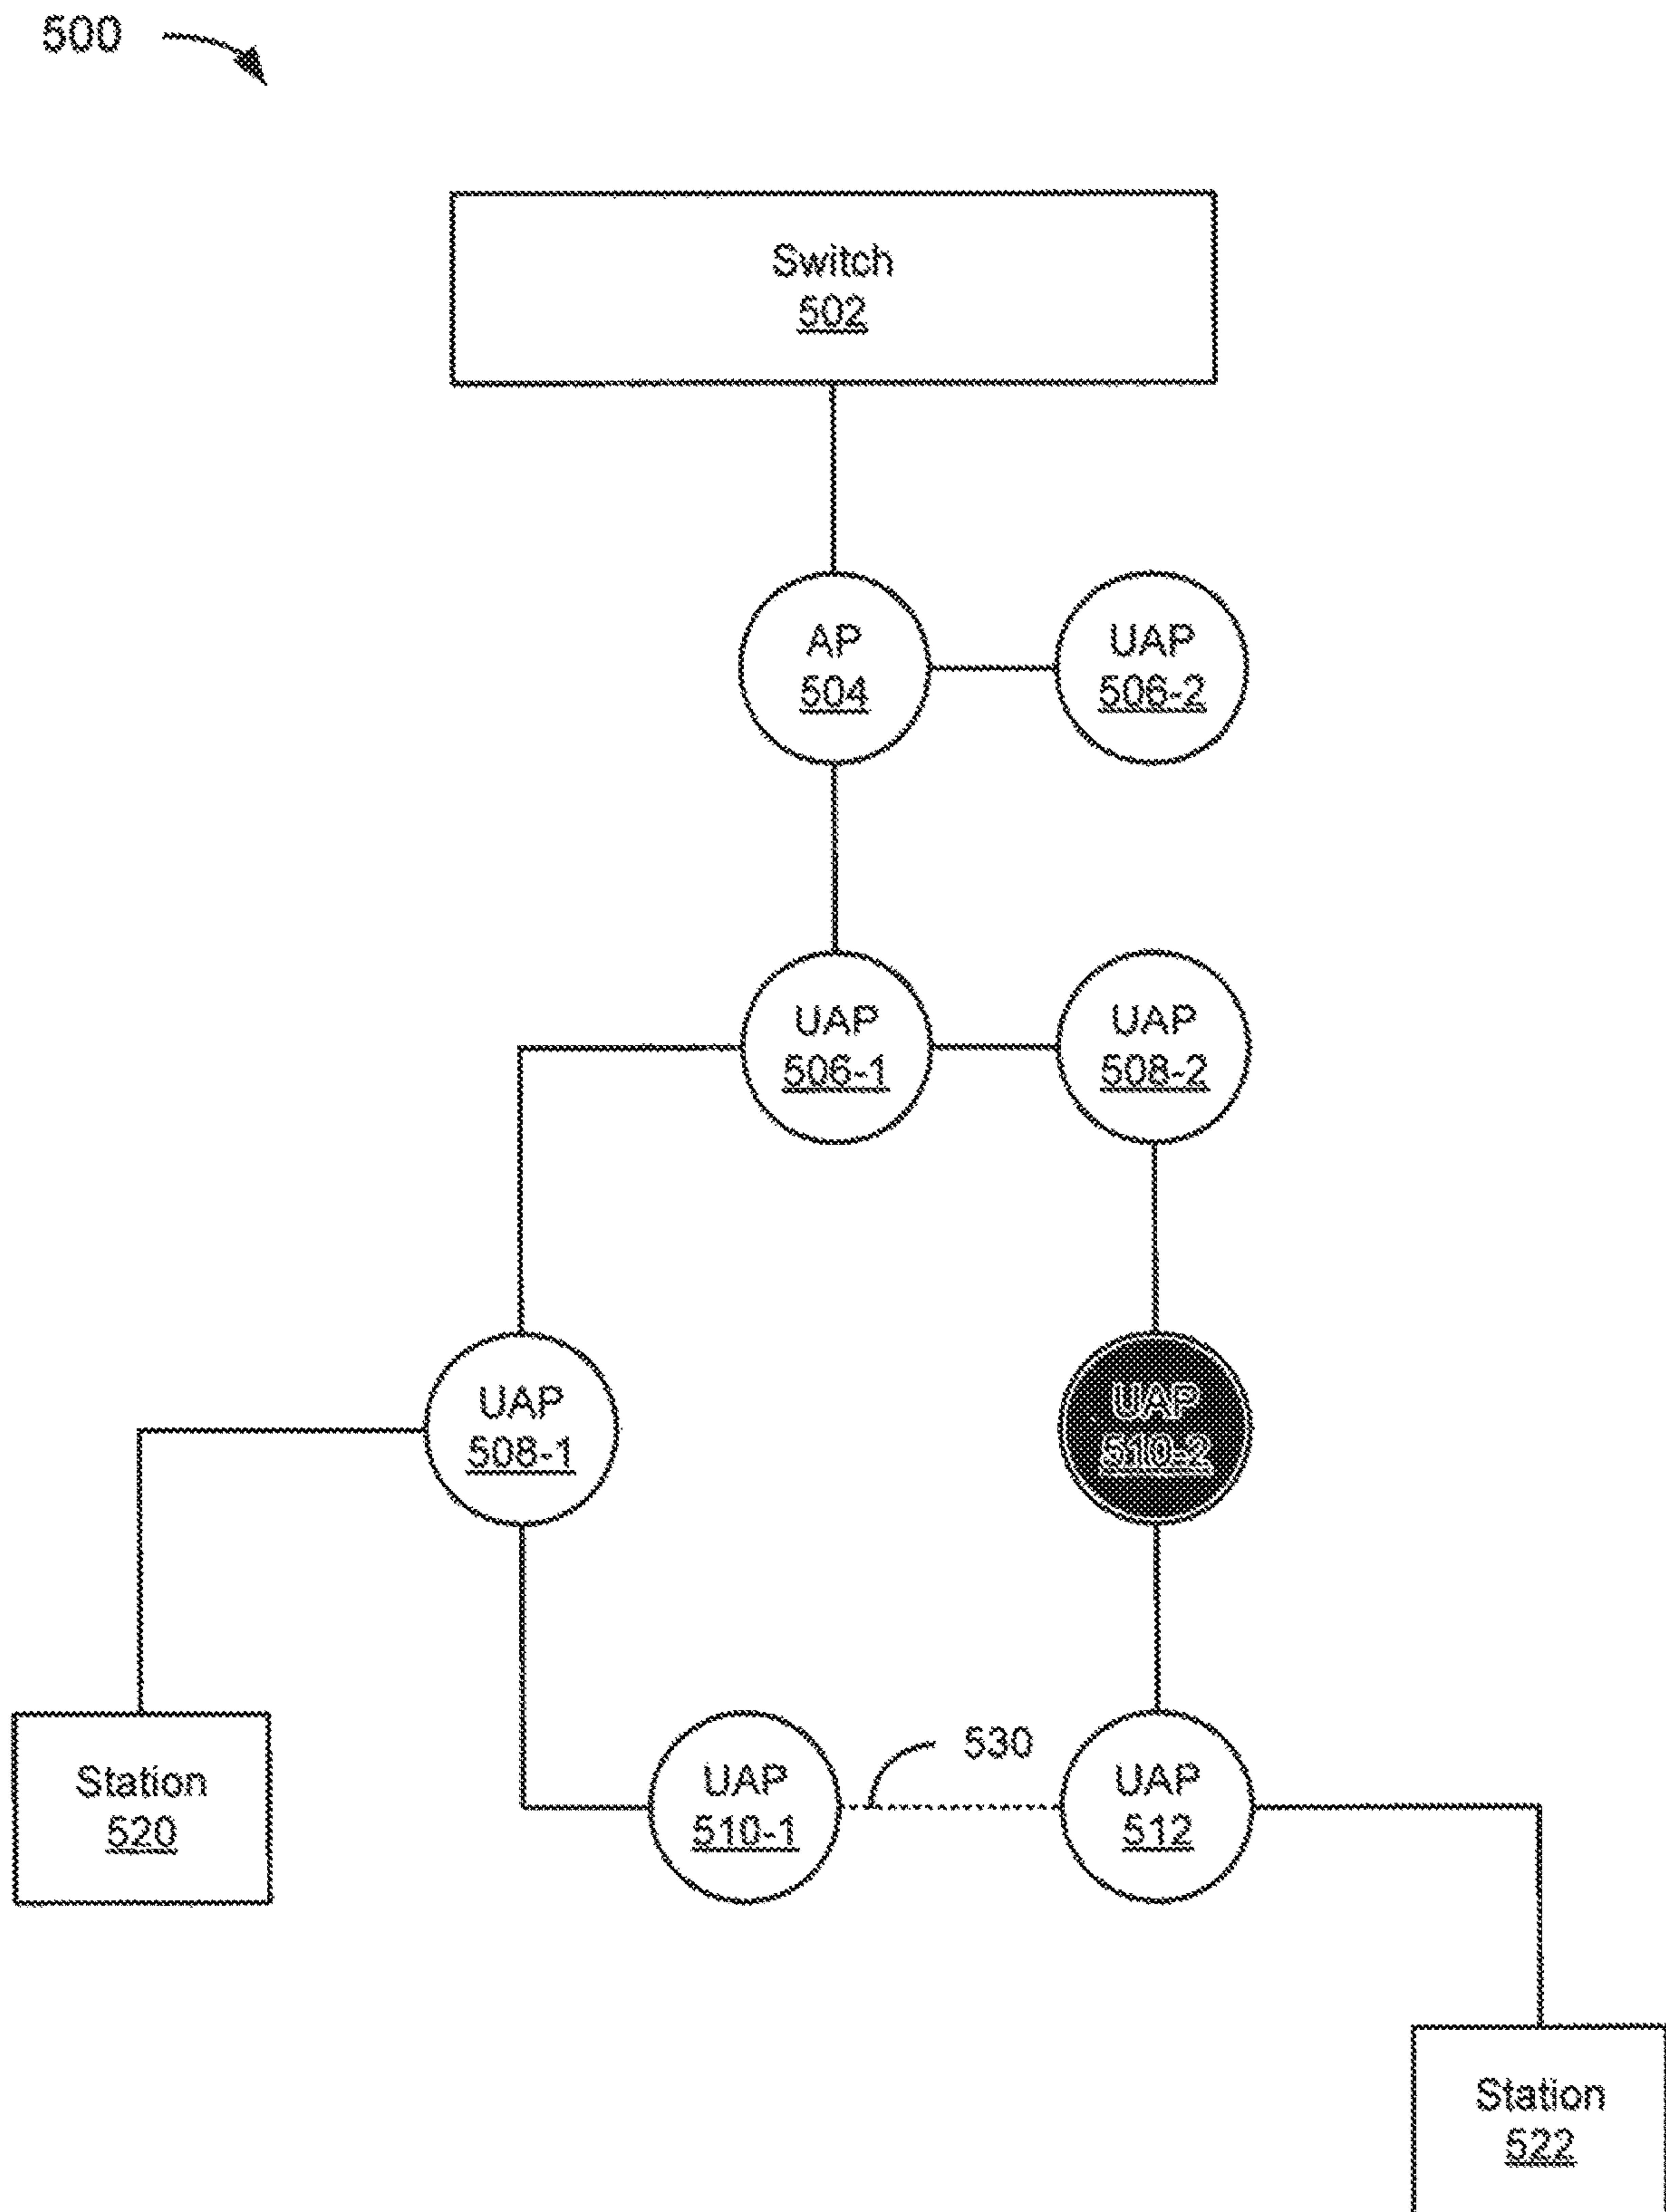 500
Switch
502
AP
504
UAP
506-2
UAP
506-1
UAP
508-2
UAP
508-1
UAP
510-2
Station
520
UAP
510-1
530
UAP
512
Station
522